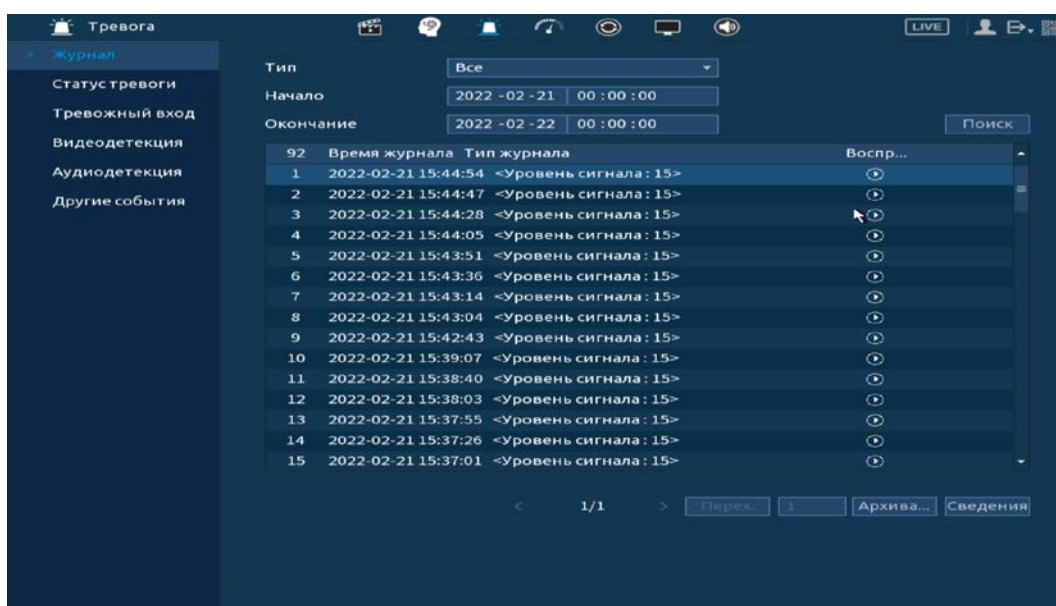 Тревога LIVE
Журнал
Статус тревоги
Тревожный вход
Видеодетекция
Аудиодетекция
Другие события
Тип Все
Начало 2022 -02 -21 00 :00 :00
Окончание 2022 -02 -22 00 :00 :00 Поиск
92 Время журнала Тип журнала Воспр...
1 2022-02-21 15:44:54 <Уровень сигнала : 15>
2 2022-02-21 15:44:47 <Уровень сигнала : 15>
3 2022-02-21 15:44:28 <Уровень сигнала : 15>
4 2022-02-21 15:44:05 <Уровень сигнала : 15>
5 2022-02-21 15:43:51 <Уровень сигнала : 15>
6 2022-02-21 15:43:36 <Уровень сигнала : 15>
7 2022-02-21 15:43:14 <Уровень сигнала : 15>
8 2022-02-21 15:43:04 <Уровень сигнала : 15>
9 2022-02-21 15:42:43 <Уровень сигнала : 15>
10 2022-02-21 15:39:07 <Уровень сигнала : 15>
11 2022-02-21 15:38:40 <Уровень сигнала : 15>
12 2022-02-21 15:38:03 <Уровень сигнала : 15>
13 2022-02-21 15:37:55 <Уровень сигнала : 15>
14 2022-02-21 15:37:26 <Уровень сигнала : 15>
15 2022-02-21 15:37:01 <Уровень сигнала : 15>
< 1/1 > Перех. 1 Архива... Сведения